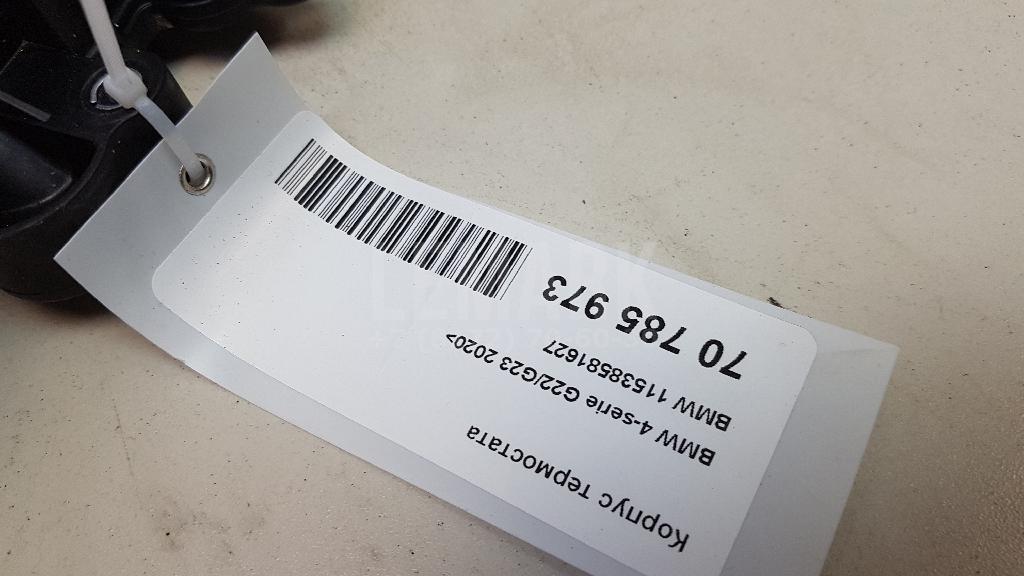 70 785 973
BMW 11538581627
BMW 4-serie G22/G23 2020>
Корпус термостата